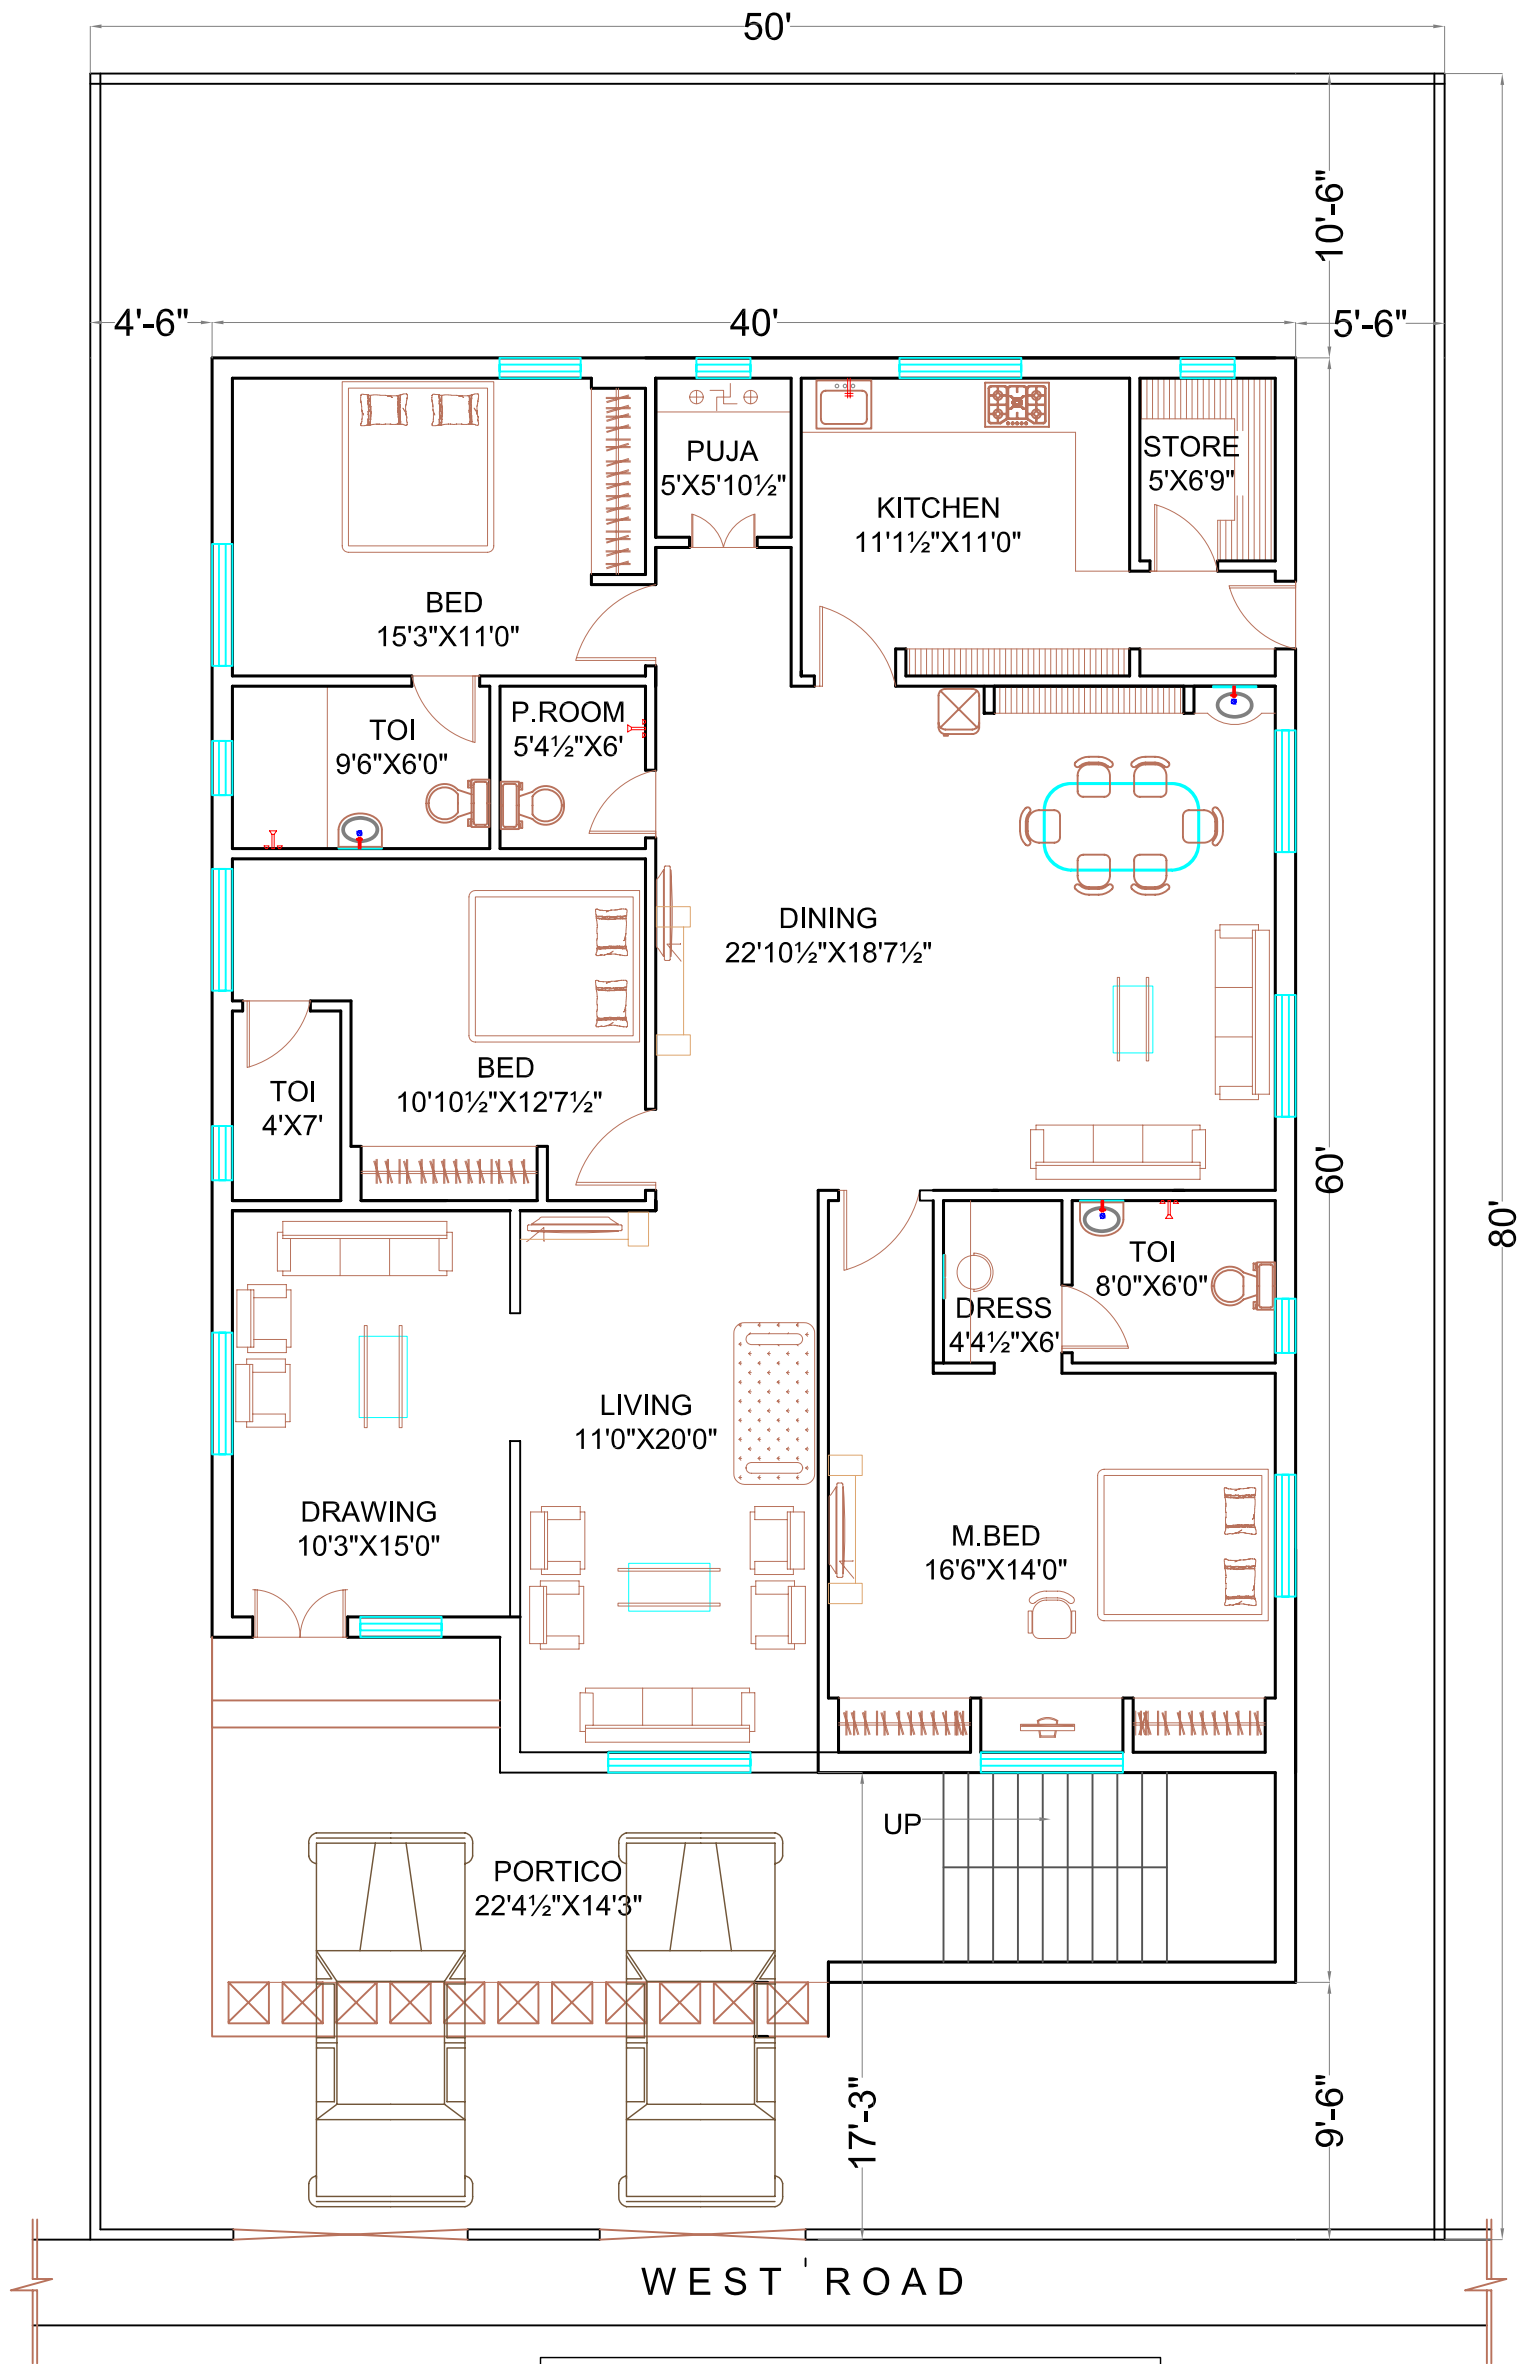 50'
10'-6"
4'-6"
40'
5'-6"
PUJA
5'X5'10½"
STORE
5'X6'9"
KITCHEN
11'1½"X11'0"
BED
15'3"X11'0"
TOI
9'6"X6'0"
P.ROOM
5'4½"X6'
DINING
22'10½"X18'7½"
BED
10'10½"X12'7½"
TOI
4'X7'
60'
80'
TOI
8'0"X6'0"
DRESS
4'4½"X6'
LIVING
11'0"X20'0"
DRAWING
10'3"X15'0"
M.BED
16'6"X14'0"
UP
PORTICO
22'4½"X14'3"
17'-3"
9'-6"
WEST ' ROAD